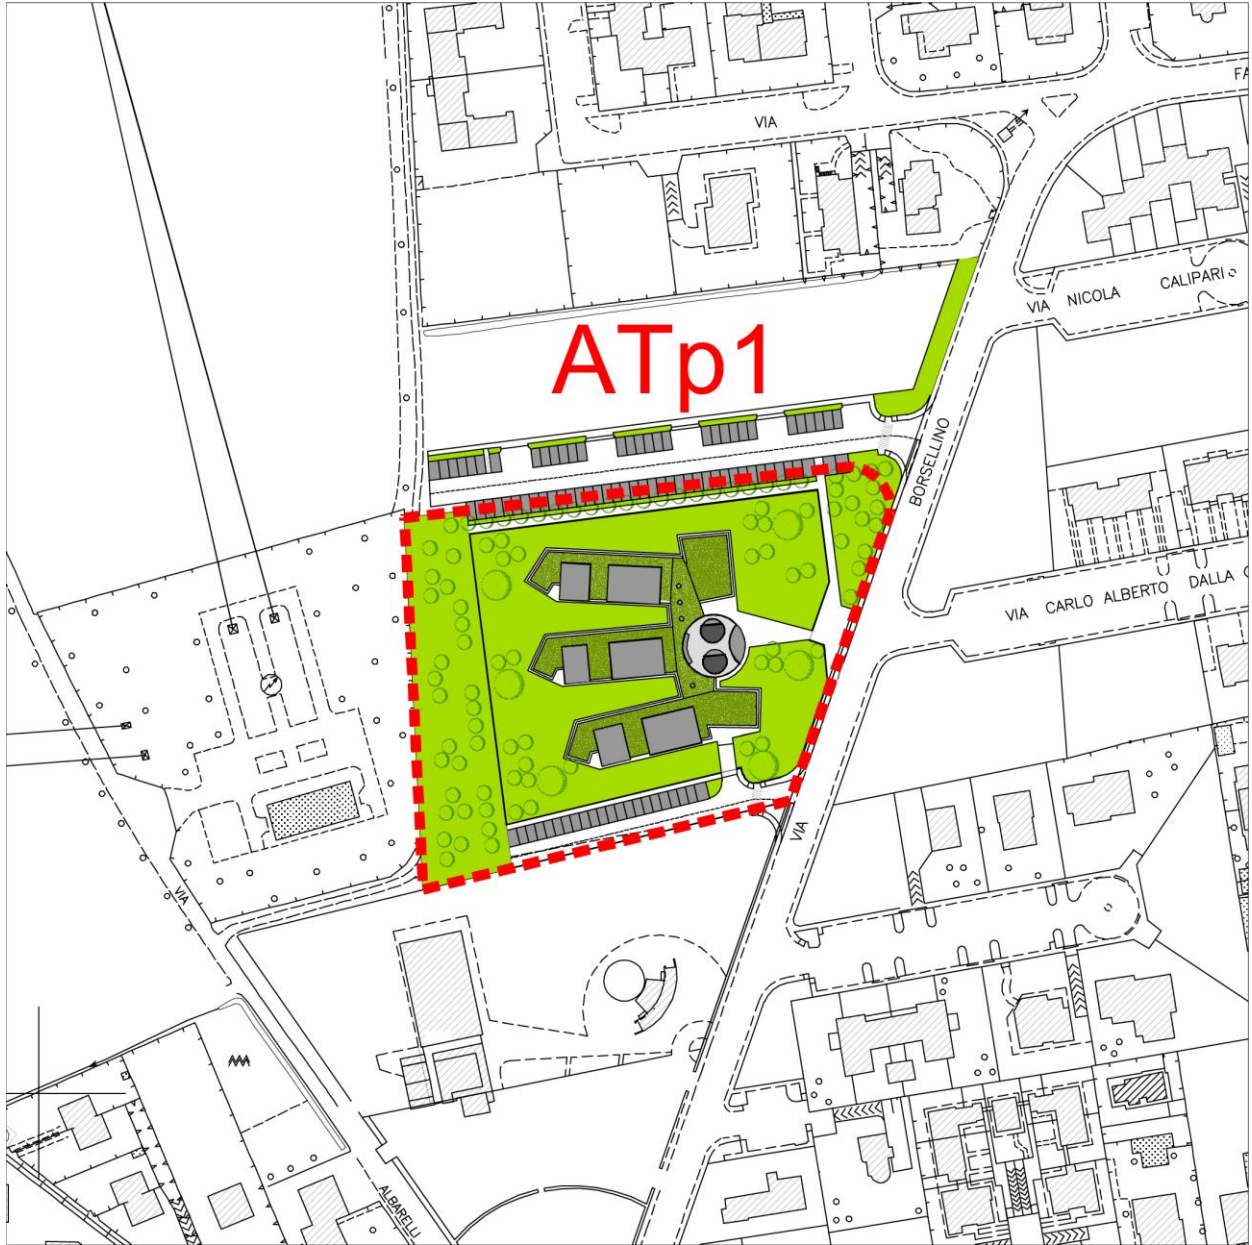 FA
VIA
VIA NICOLA CALIPARI
ATp1
BORSELLINO
VIA CARLO ALBERTO DALLA C
VIA
VIA
ALBARELLI